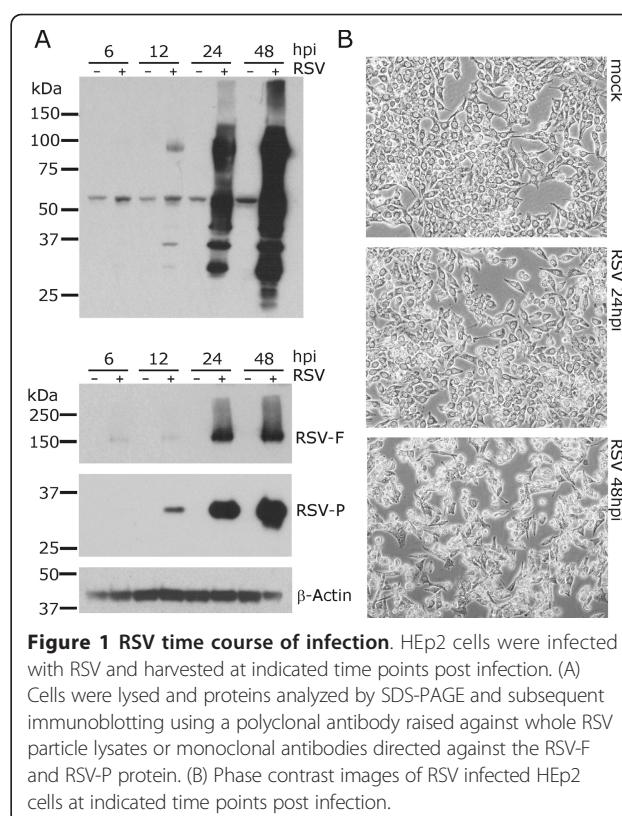 A
6 12 24 48 hpi
– + – + – + – + RSV
kDa
150
100
75
50
37
25
6 12 24 48 hpi
– + – + – + – + RSV
kDa
250
150
RSV-F
37
25
RSV-P
50
37
β-Actin
B
mock
RSV 24hpi
RSV 48hpi
Figure 1 RSV time course of infection. HEp2 cells were infected
with RSV and harvested at indicated time points post infection. (A)
Cells were lysed and proteins analyzed by SDS-PAGE and subsequent
immunoblotting using a polyclonal antibody raised against whole RSV
particle lysates or monoclonal antibodies directed against the RSV-F
and RSV-P protein. (B) Phase contrast images of RSV infected HEp2
cells at indicated time points post infection.